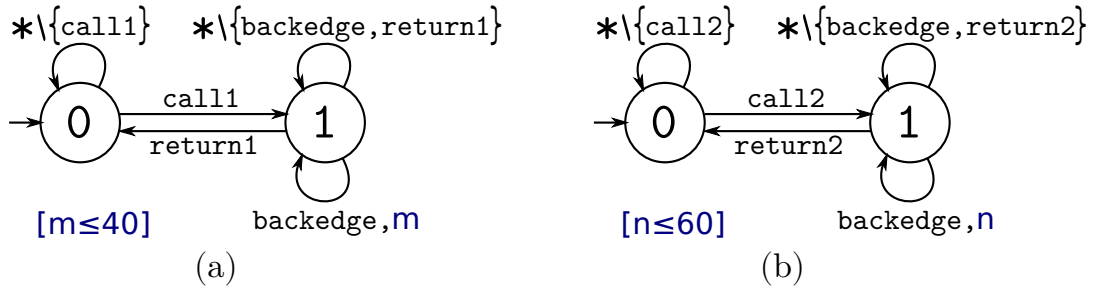 *\{call1} *\{backedge,return1} *\{call2} *\{backedge,return2}
call1 call2
0 1 0 1
return1 return2
[m≤40] backedge,m [n≤60] backedge,n
(a) (b)